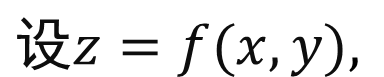 设z = f(x, y),